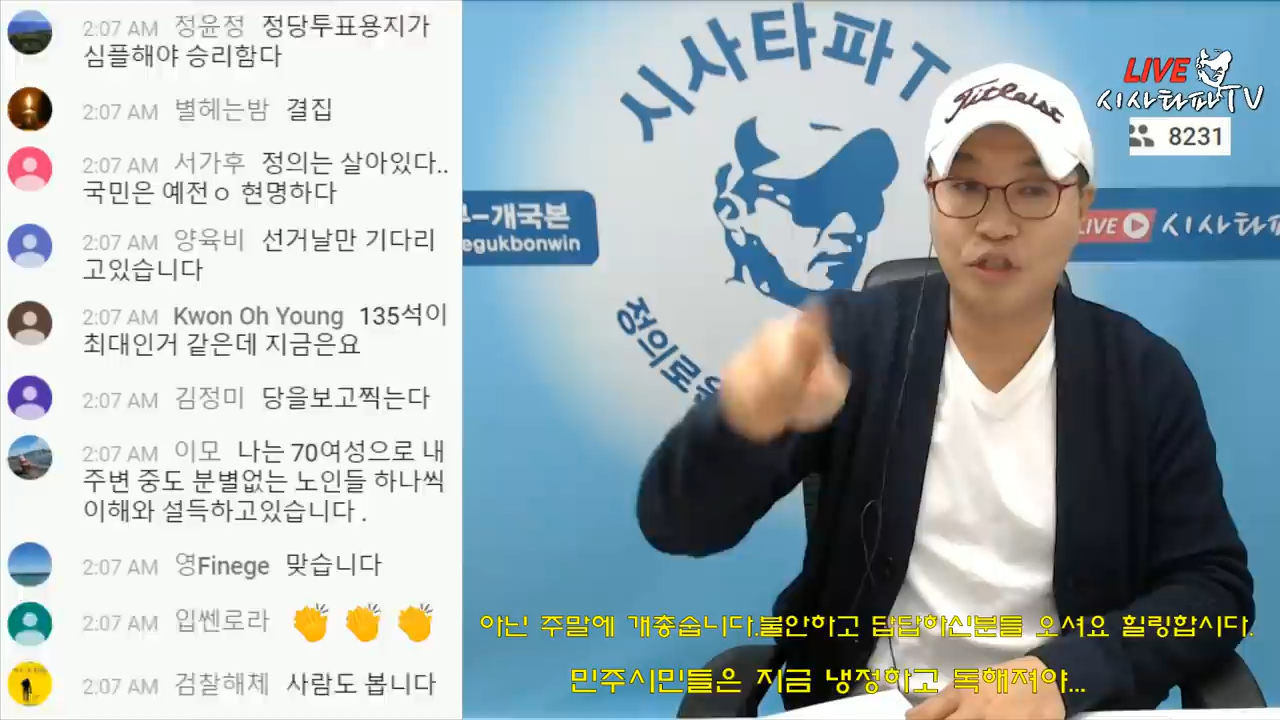 2:07 AM 정윤정 정당투표용지가
심플해야 승리함다
2:07 AM 별헤는밤 결집
2:07 AM 서가후 정의는 살아있다..
국민은 예전ㅇ 현명하다
2:07 AM 양육비 선거날만 기다리
고있습니다
2:07 AM Kwon Oh Young 135석이
최대인거 같은데 지금은요
2:07 AM 김정미 당을보고찍는다
2:07 AM 이모 나는 70여성으로 내
주변 중도 분별없는 노인들 하나씩
이해와 설득하고있습니다 .
2:07 AM 영Finege 맞습니다
2:07 AM 입쎈로라 👏 👏 👏
2:07 AM 검찰해체 사람도 봅니다
시사타파T
Titleist
LIVE
시사타파TV
8231
부-개국본
egukbonwin
LIVE 시사타파
정의로운
아닌 주말에 개총습니다.불안하고 답답하신분들 오셔요 힐링합시다.
민주시민들은 지금 냉정하고 독해져야...